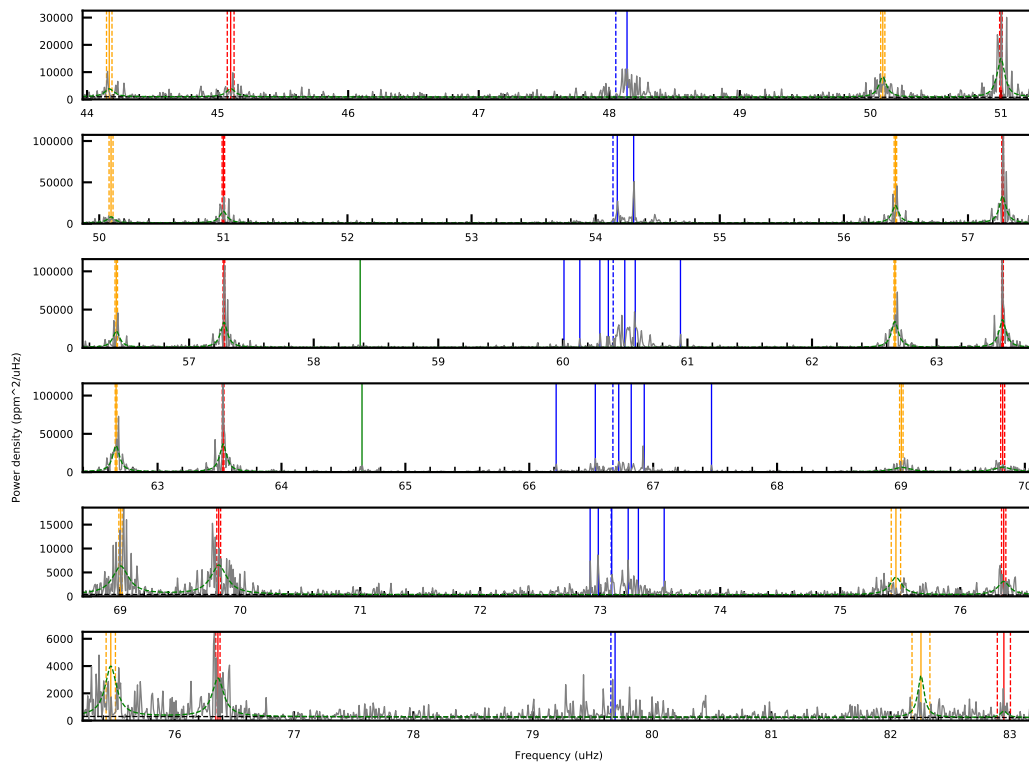 30000
20000
10000
0
44 45 46 47 48 49 50 51
100000
50000
0
50 51 52 53 54 55 56 57
100000
50000
0
57 58 59 60 61 62 63
Power density (ppm^2/uHz)
100000
50000
0
63 64 65 66 67 68 69 70
15000
10000
5000
0
69 70 71 72 73 74 75 76
6000
4000
2000
0
76 77 78 79 80 81 82 83
Frequency (uHz)